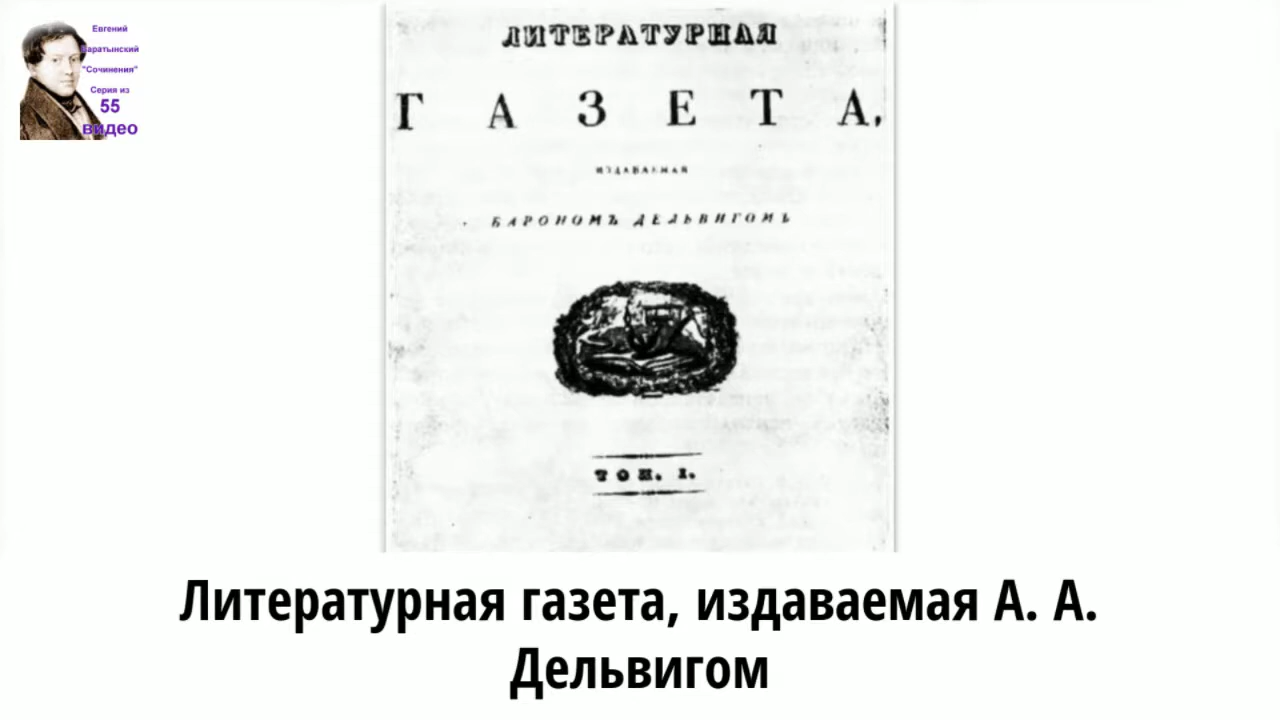 Евгений
Баратынский
"Сочинения"
Серия из
55
видео
ЛИТЕРАТУРНАЯ
ГАЗЕТА,
ИЗДАВАЕМАЯ
БАРОНОМЪ ДЕЛЬВИГОМЪ
ТОМ. I.
Литературная газета, издаваемая А. А.
Дельвигом